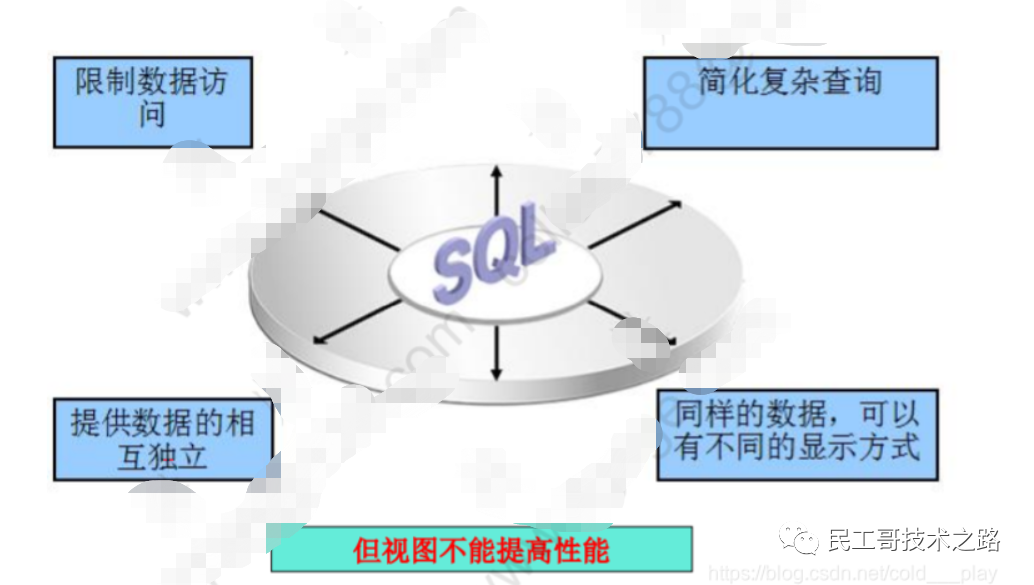 限制数据访
问
简化复杂查询
SQL
提供数据的相
互独立
同样的数据，可以
有不同的显示方式
但视图不能提高性能
民工哥技术之路
https://blog.csdn.net/cold___play